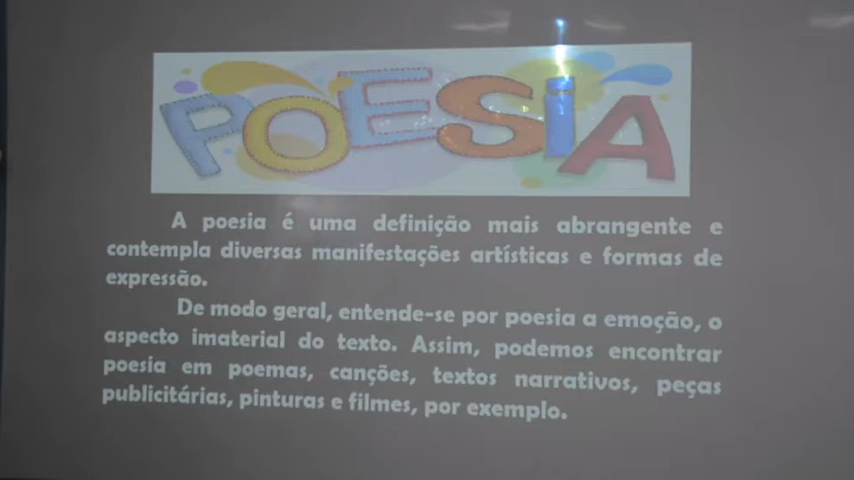 POESiA
A poesia é uma definição mais abrangente e
contempla diversas manifestações artísticas e formas de
expressão.
De modo geral, entende-se por poesia a emoção, o
aspecto imaterial do texto. Assim, podemos encontrar
poesia em poemas, canções, textos narrativos, peças
publicitárias, pinturas e filmes, por exemplo.